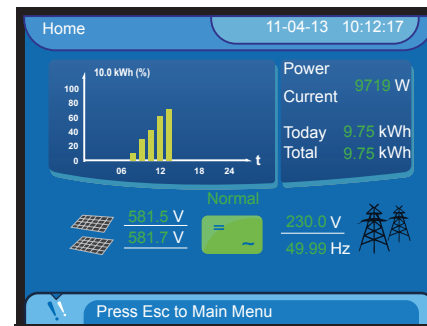 Home 11-04-13 10:12:17
10.0 kWh (%)
100
80
60
40
20
0
06 12 18 24 t
Power
Current 9719 W
Today 9.75 kWh
Total 9.75 kWh
Normal
581.5 V
581.7 V
= ~
230.0 V
49.99 Hz
Press Esc to Main Menu